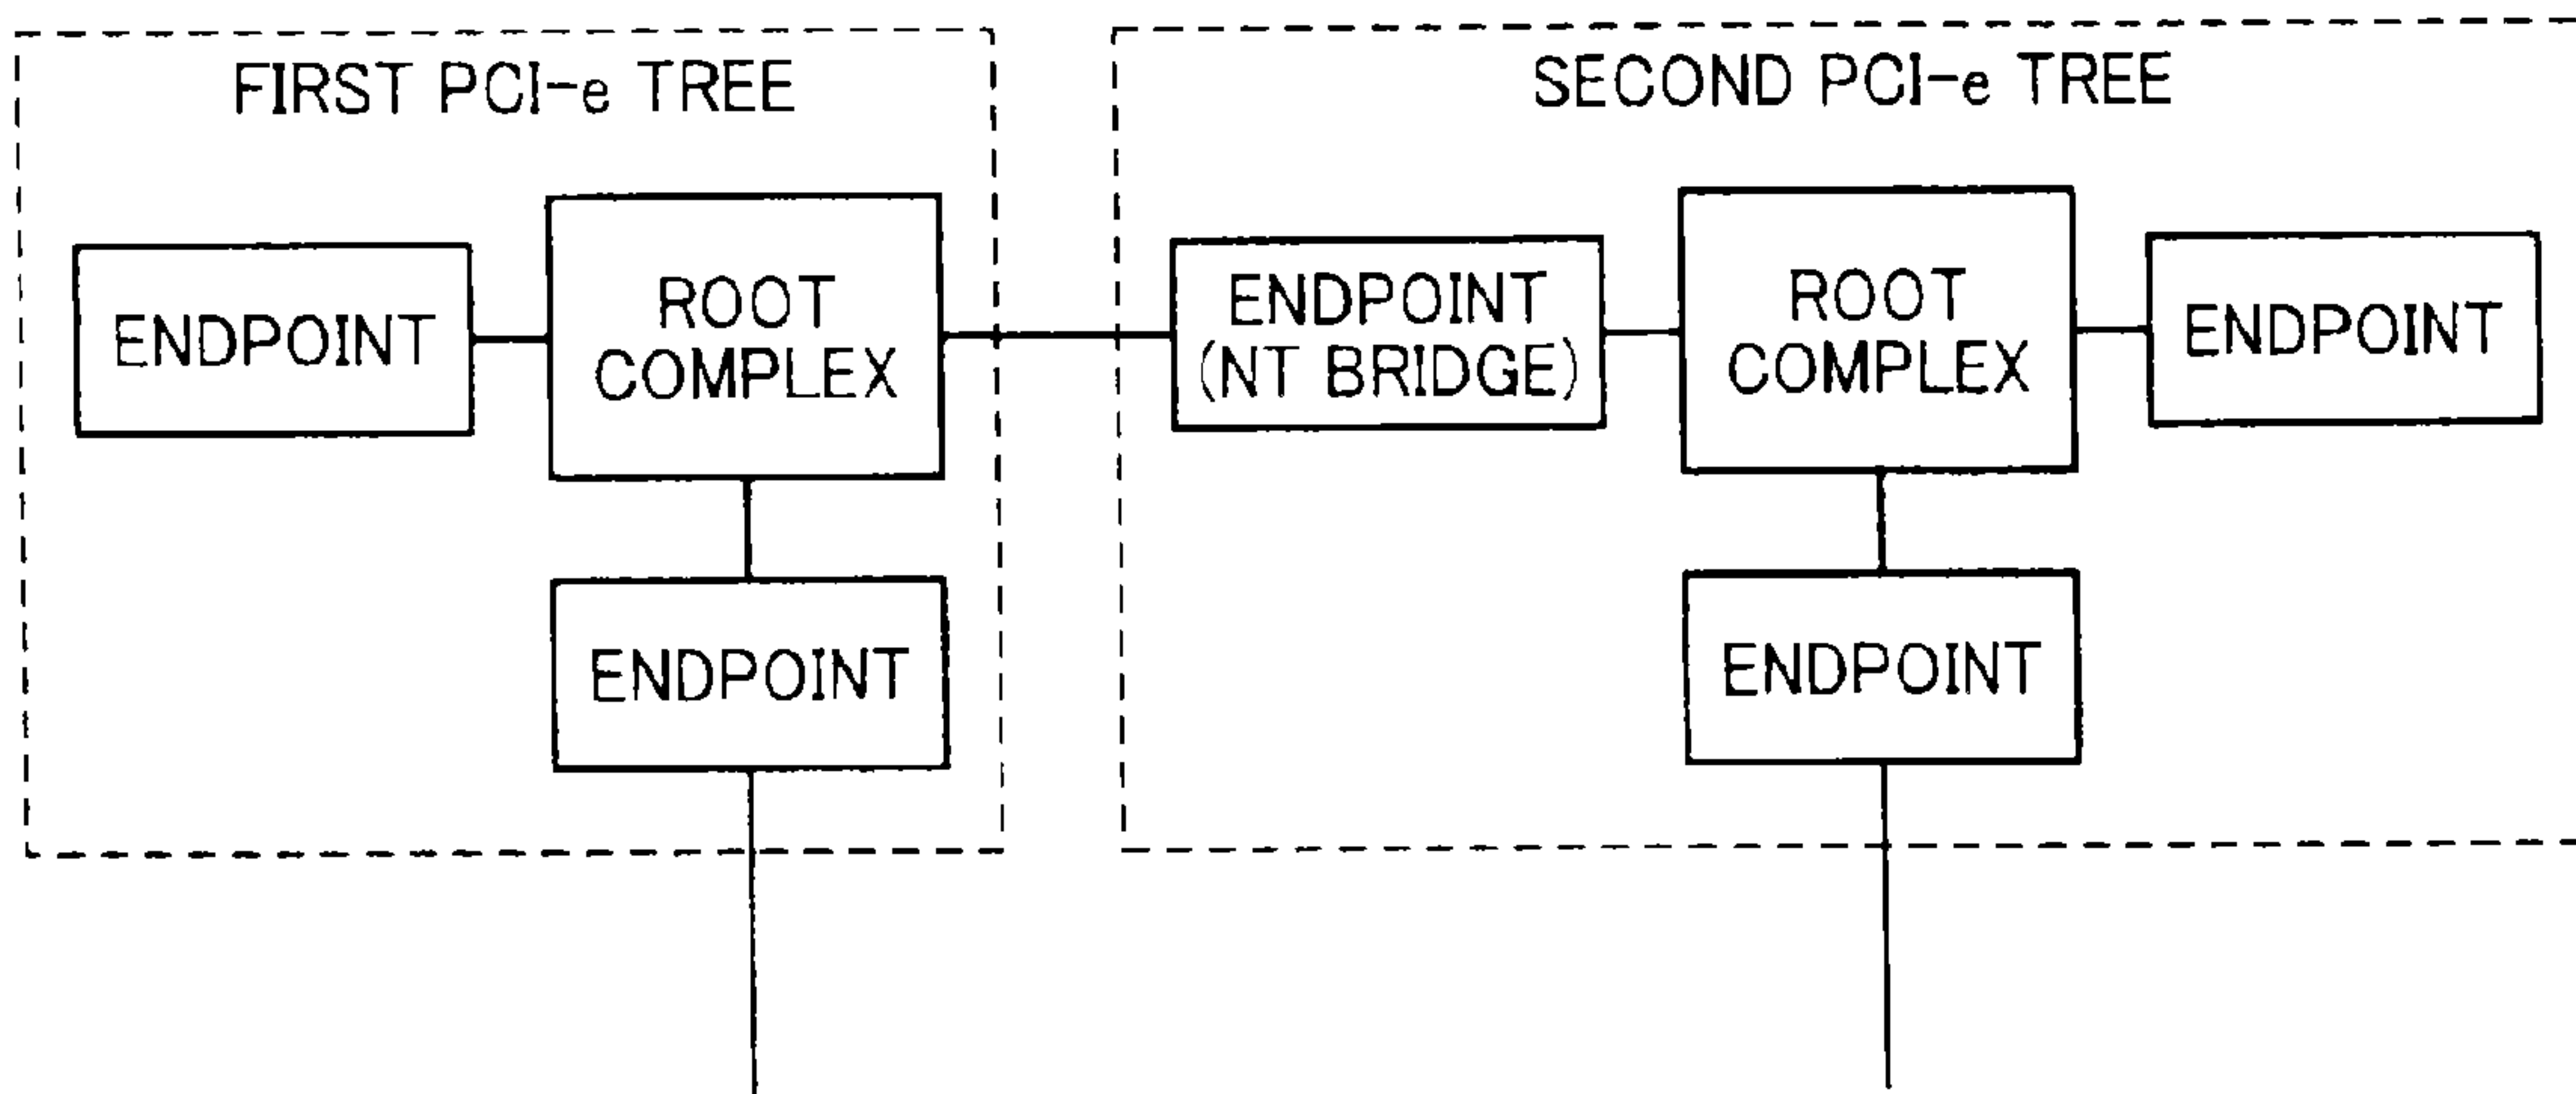 FIRST PCI-e TREE
ENDPOINT
ROOT
COMPLEX
ENDPOINT
SECOND PCI-e TREE
ENDPOINT
(NT BRIDGE)
ROOT
COMPLEX
ENDPOINT
ENDPOINT